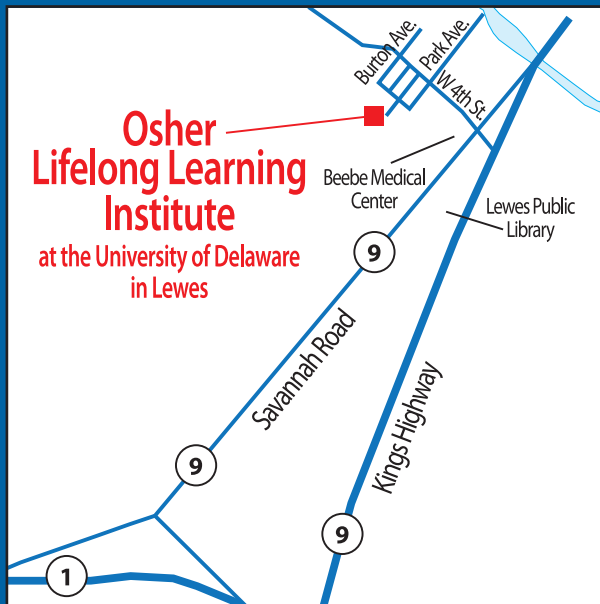 Burton Ave.
Park Ave.
W 4th St.
Osher
Lifelong Learning
Institute
at the University of Delaware
in Lewes
Beebe Medical
Center
Lewes Public
Library
9
Savannah Road
Kings Highway
9
9
1